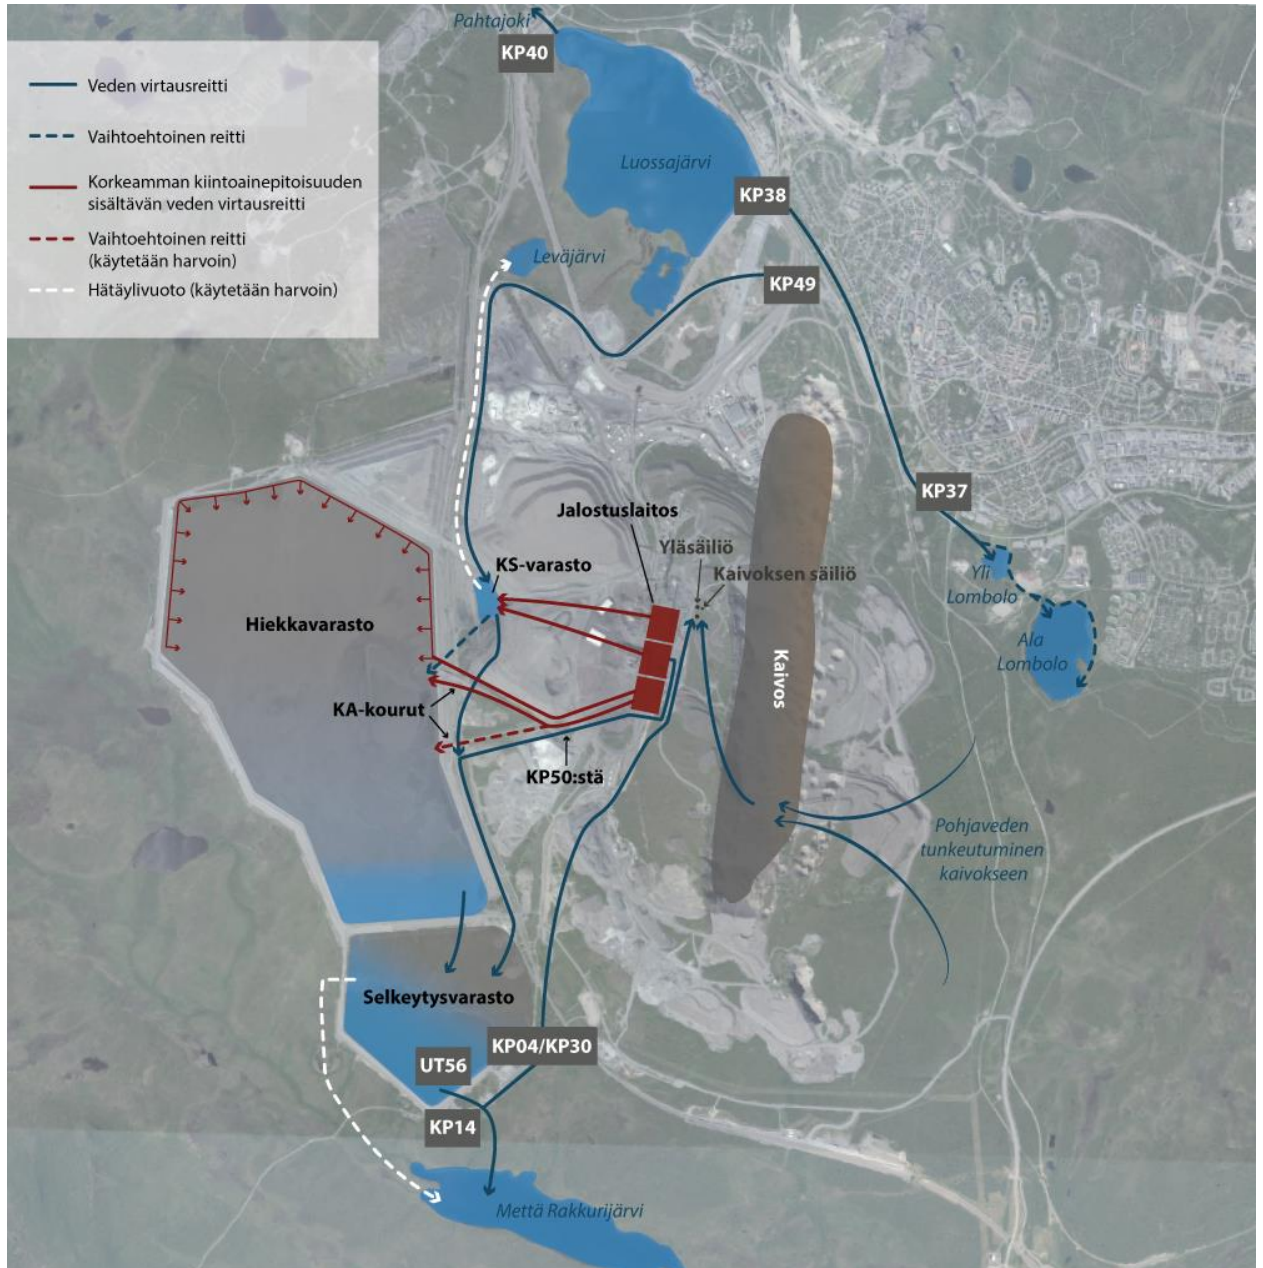 Pahtajoki
KP40
Veden virtausreitti
Vaihtoehtoinen reitti
Korkeamman kiintoainepitoisuuden
sisältävän veden virtausreitti
Vaihtoehtoinen reitti
(käytetään harvoin)
Hätäylivuoto (käytetään harvoin)
Luossajärvi
KP38
Leväjärvi
KP49
KP37
Jalostuslaitos
Yläsäiliö
KS-varasto
Kaivoksen säiliö
Yli
Lombolo
Hiekkavarasto
Ala
Lombolo
Kaivos
KA-kourut
KP50:stä
Pohjaveden
tunkeutuminen
kaivokseen
Selkeytysvarasto
KP04/KP30
UT56
KP14
Mettä Rakkurijärvi